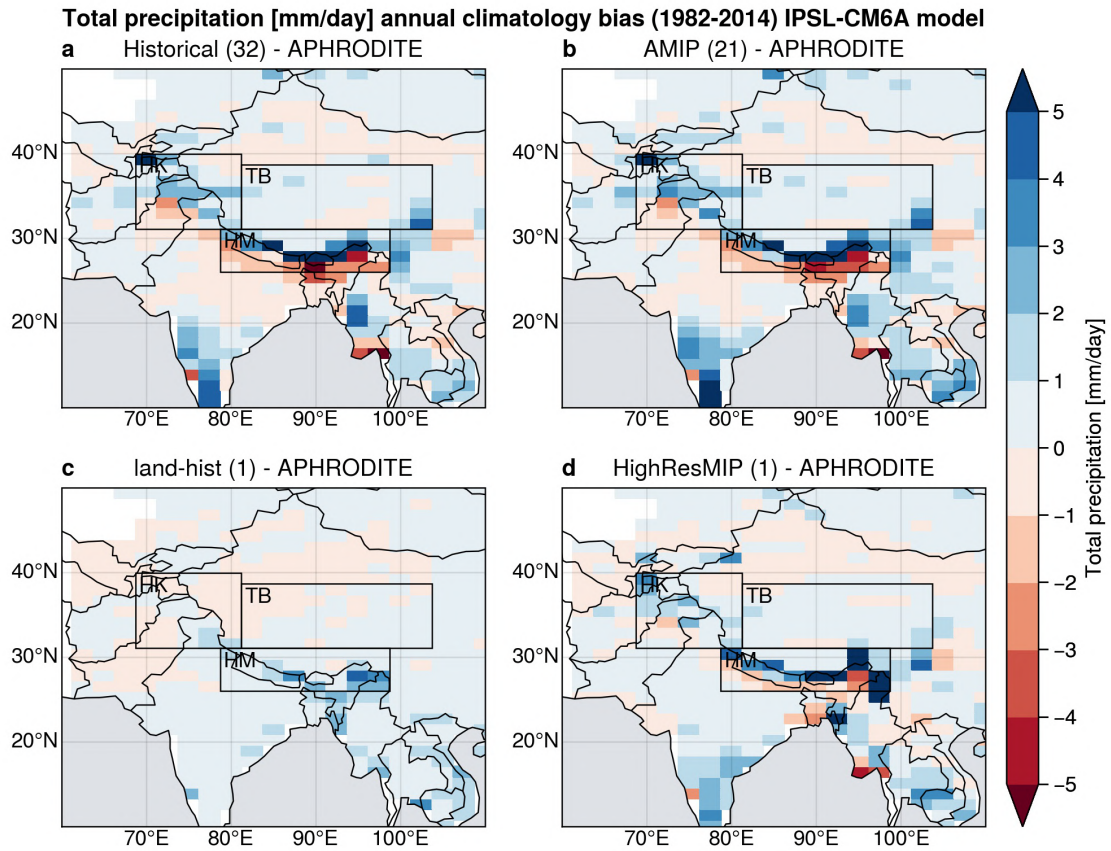 Total precipitation [mm/day] annual climatology bias (1982-2014) IPSL-CM6A model
a Historical (32) - APHRODITE
b AMIP (21) - APHRODITE
40°N
30°N
20°N
HK
TB
HM
HK
TB
HM
70°E 80°E 90°E 100°E
70°E 80°E 90°E 100°E
c land-hist (1) - APHRODITE
d HighResMIP (1) - APHRODITE
40°N
30°N
20°N
HK
TB
HM
HK
TB
HM
70°E 80°E 90°E 100°E
70°E 80°E 90°E 100°E
5
4
3
2
1
0
−1
−2
−3
−4
−5
Total precipitation [mm/day]